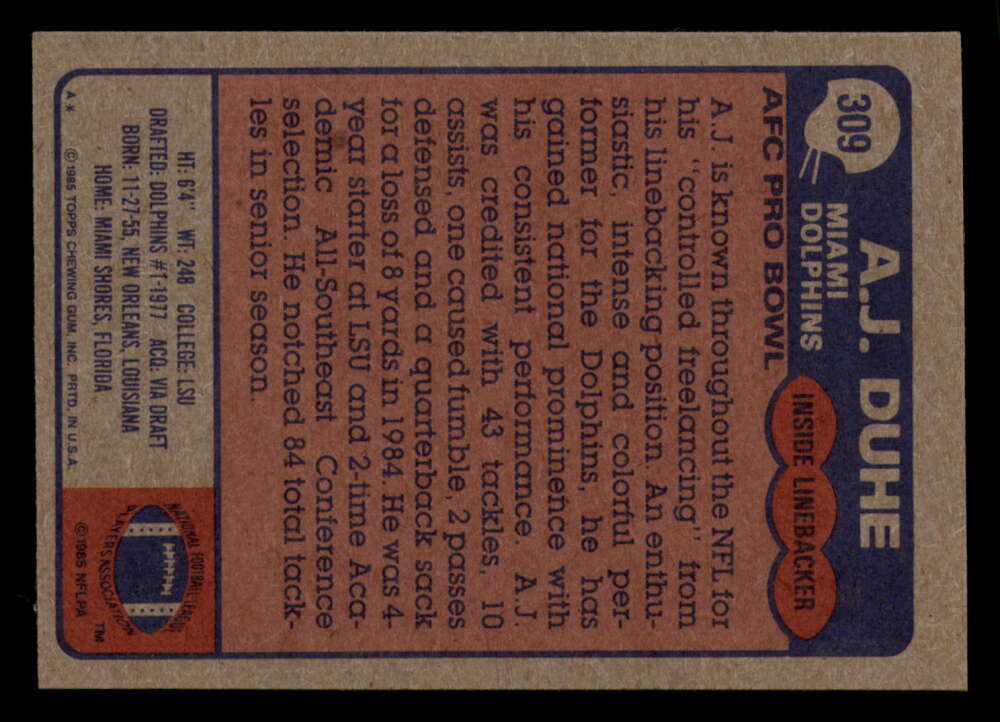 309
A.J. DUHE
MIAMI
DOLPHINS
INSIDE LINEBACKER
AFC PRO BOWL
A.J. is known throughout the NFL for
his "controlled freelancing" from
his linebacking position. An enthu-
siastic, intense and colorful per-
former for the Dolphins, he has
gained national prominence with
his consistent performance. A.J.
was credited with 43 tackles, 10
assists, one caused fumble, 2 passes
defensed and a quarterback sack
for a loss of 8 yards in 1984. He was 4-
year starter at LSU and 2-time Aca-
demic All-Southeast Conference
selection. He notched 84 total tack-
les in senior season.
HT: 6'4" WT: 248 COLLEGE: LSU
DRAFTED: DOLPHINS #1-1977 ACQ: VIA DRAFT
BORN: 11-27-55, NEW ORLEANS, LOUISIANA
HOME: MIAMI SHORES, FLORIDA
A* © 1985 TOPPS CHEWING GUM, INC. PRTD. IN U.S.A.
NATIONAL FOOTBALL LEAGUE
PLAYERS ASSOCIATION
TM
© 1985 NFLPA